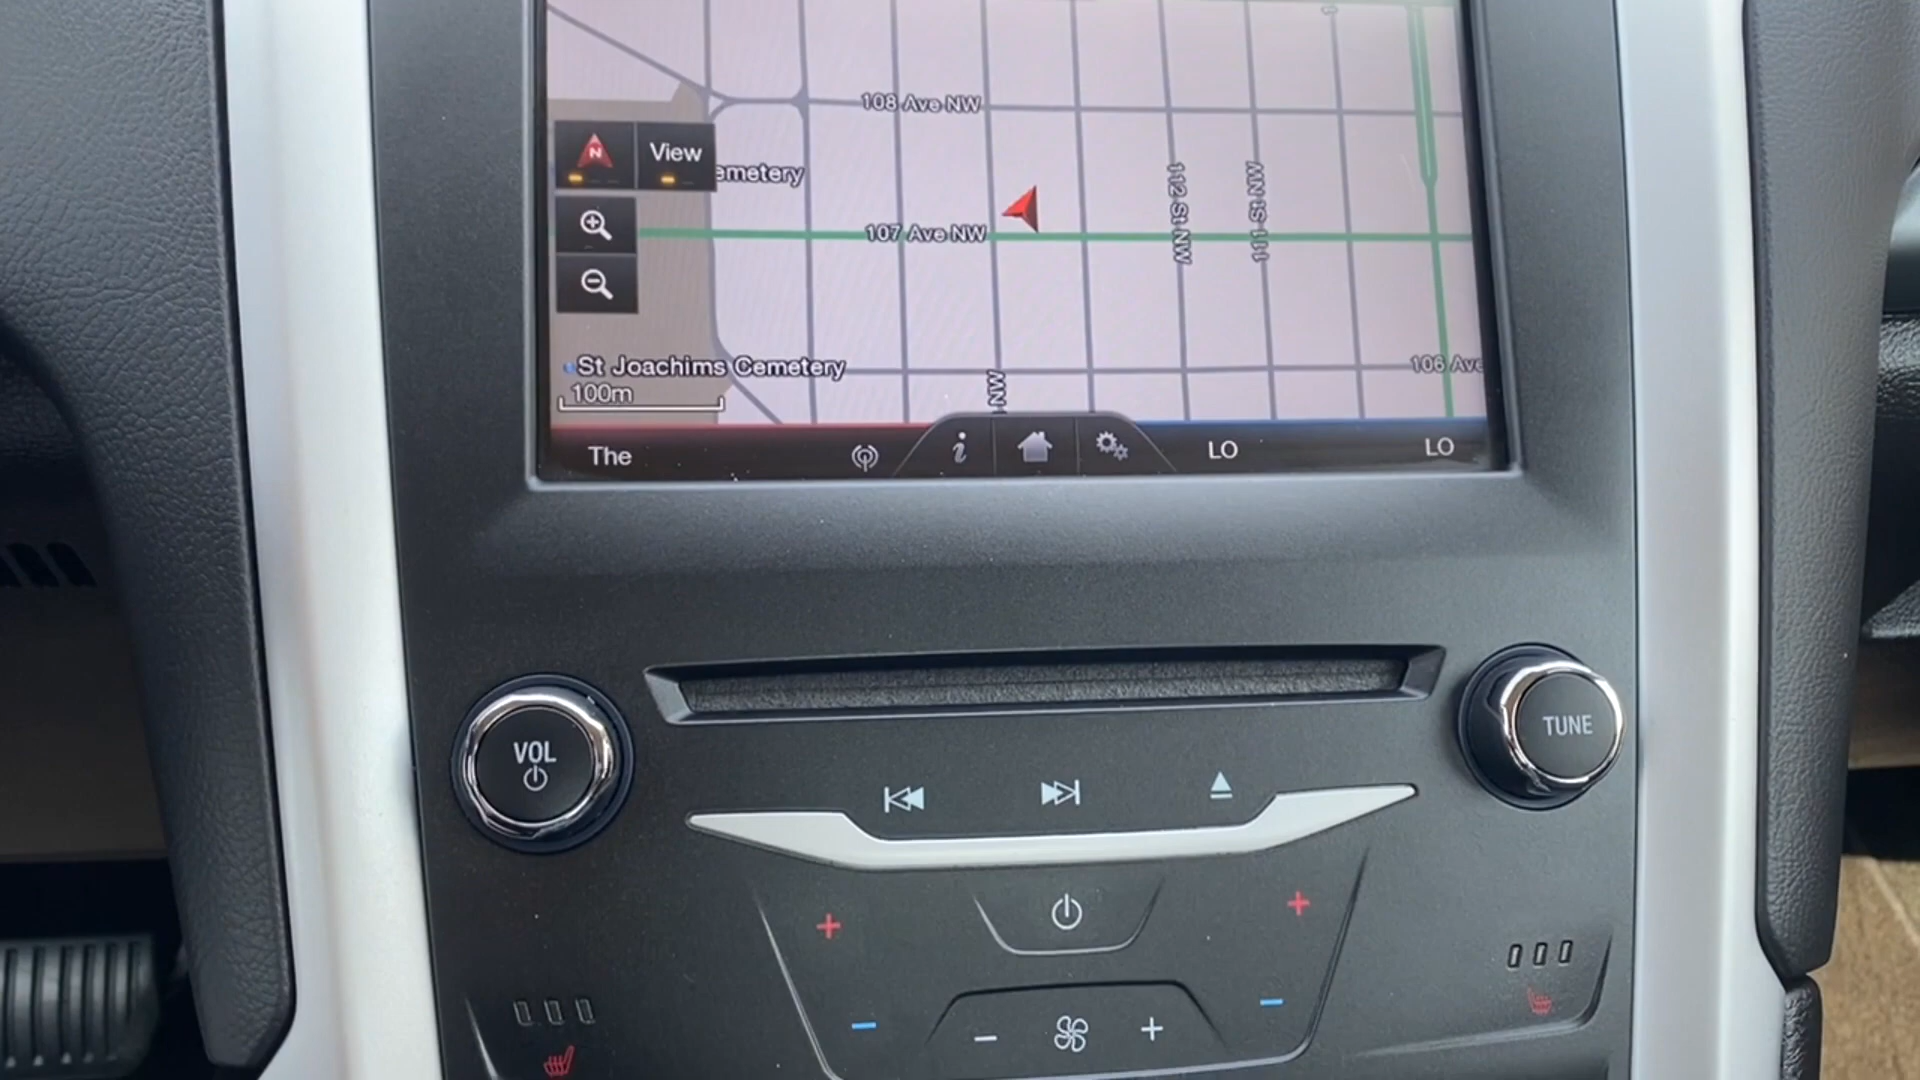 108 Ave NW
N
View
emetery
112 St NW
111 St NW
107 Ave NW
St Joachims Cemetery
106 Ave
100m
NW
The
i
LO
LO
VOL
TUNE